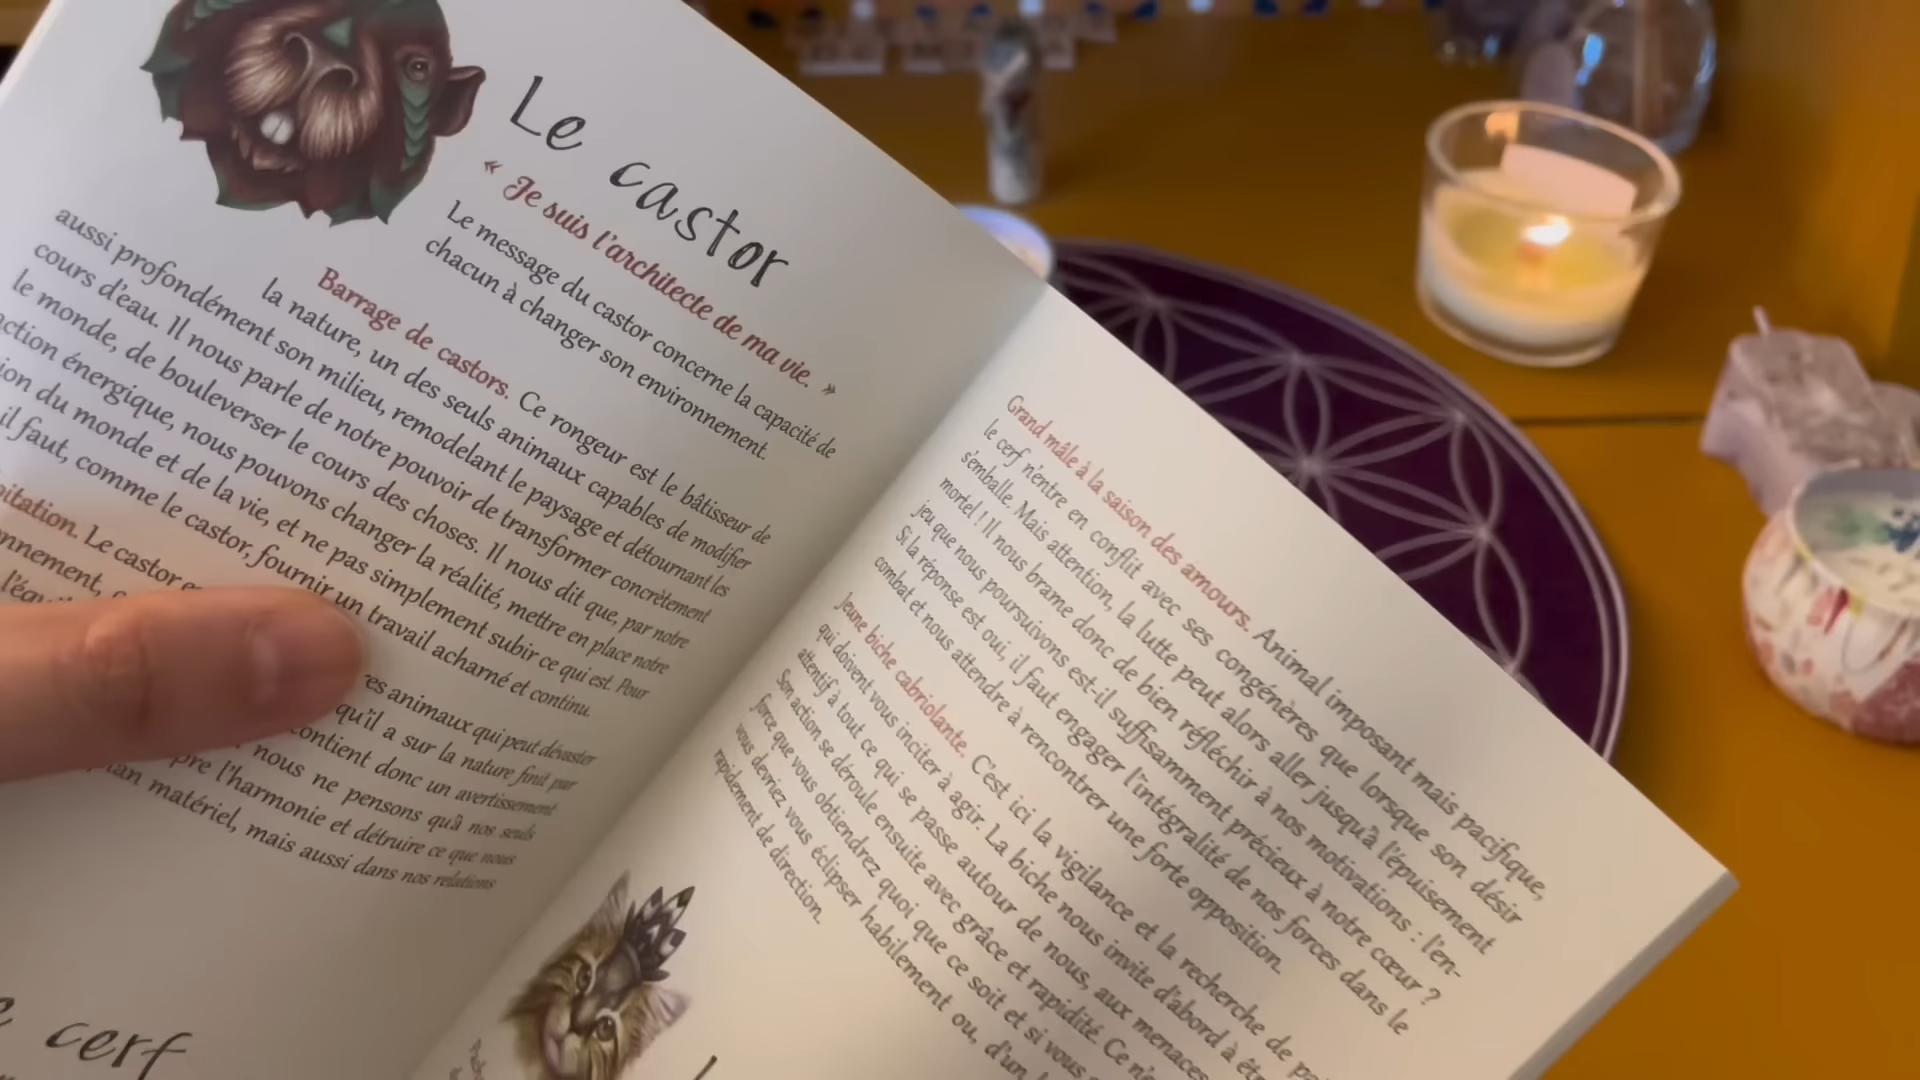 Le castor
« Je suis l'architecte de ma vie. »
Le message du castor concerne la capacité de
chacun à changer son environnement.
Barrage de castors. Ce rongeur est le bâtisseur de
la nature, un des seuls animaux capables de modifier
aussi profondément son milieu, remodelant le paysage et détournant les
cours d'eau. Il nous parle de notre pouvoir de transformer concrètement
le monde, de bouleverser le cours des choses. Il nous dit que, par notre
action énergique, nous pouvons changer la réalité, mettre en place notre
du monde et de la vie, et ne pas simplement subir ce qui est. Pour
il faut, comme le castor, fournir un travail acharné et continu.
Le castor
animaux qui peut dévaster
qu'il a sur la nature finit par
contient donc un avertissement
nous ne pensons qu'à nos seuls
l'harmonie et détruire ce que nous
matériel, mais aussi dans nos relations
cerf
Grand mâle à la saison des amours. Animal imposant mais pacifique,
le cerf n'entre en conflit avec ses congénères que lorsque son désir
s'emballe. Mais attention, la lutte peut alors aller jusqu'à l'épuisement
mortel ! Il nous brame donc de bien réfléchir à nos motivations : l'en-
jeu que nous poursuivons est-il suffisamment précieux à notre cœur ?
Si la réponse est oui, il faut engager l'intégralité de nos forces dans le
combat et nous attendre à rencontrer une forte opposition.
Jeune biche cabriolante. C'est ici la vigilance et la recherche de
qui doivent vous inciter à agir. La biche nous invite d'abord à
attentif à tout ce qui se passe autour de nous, aux menaces
Son action se déroule ensuite avec grâce et rapidité. Ce
force que vous obtiendrez quoi que ce soit et si vous
vous devriez vous éclipser habilement ou, d'un
rapidement de direction.